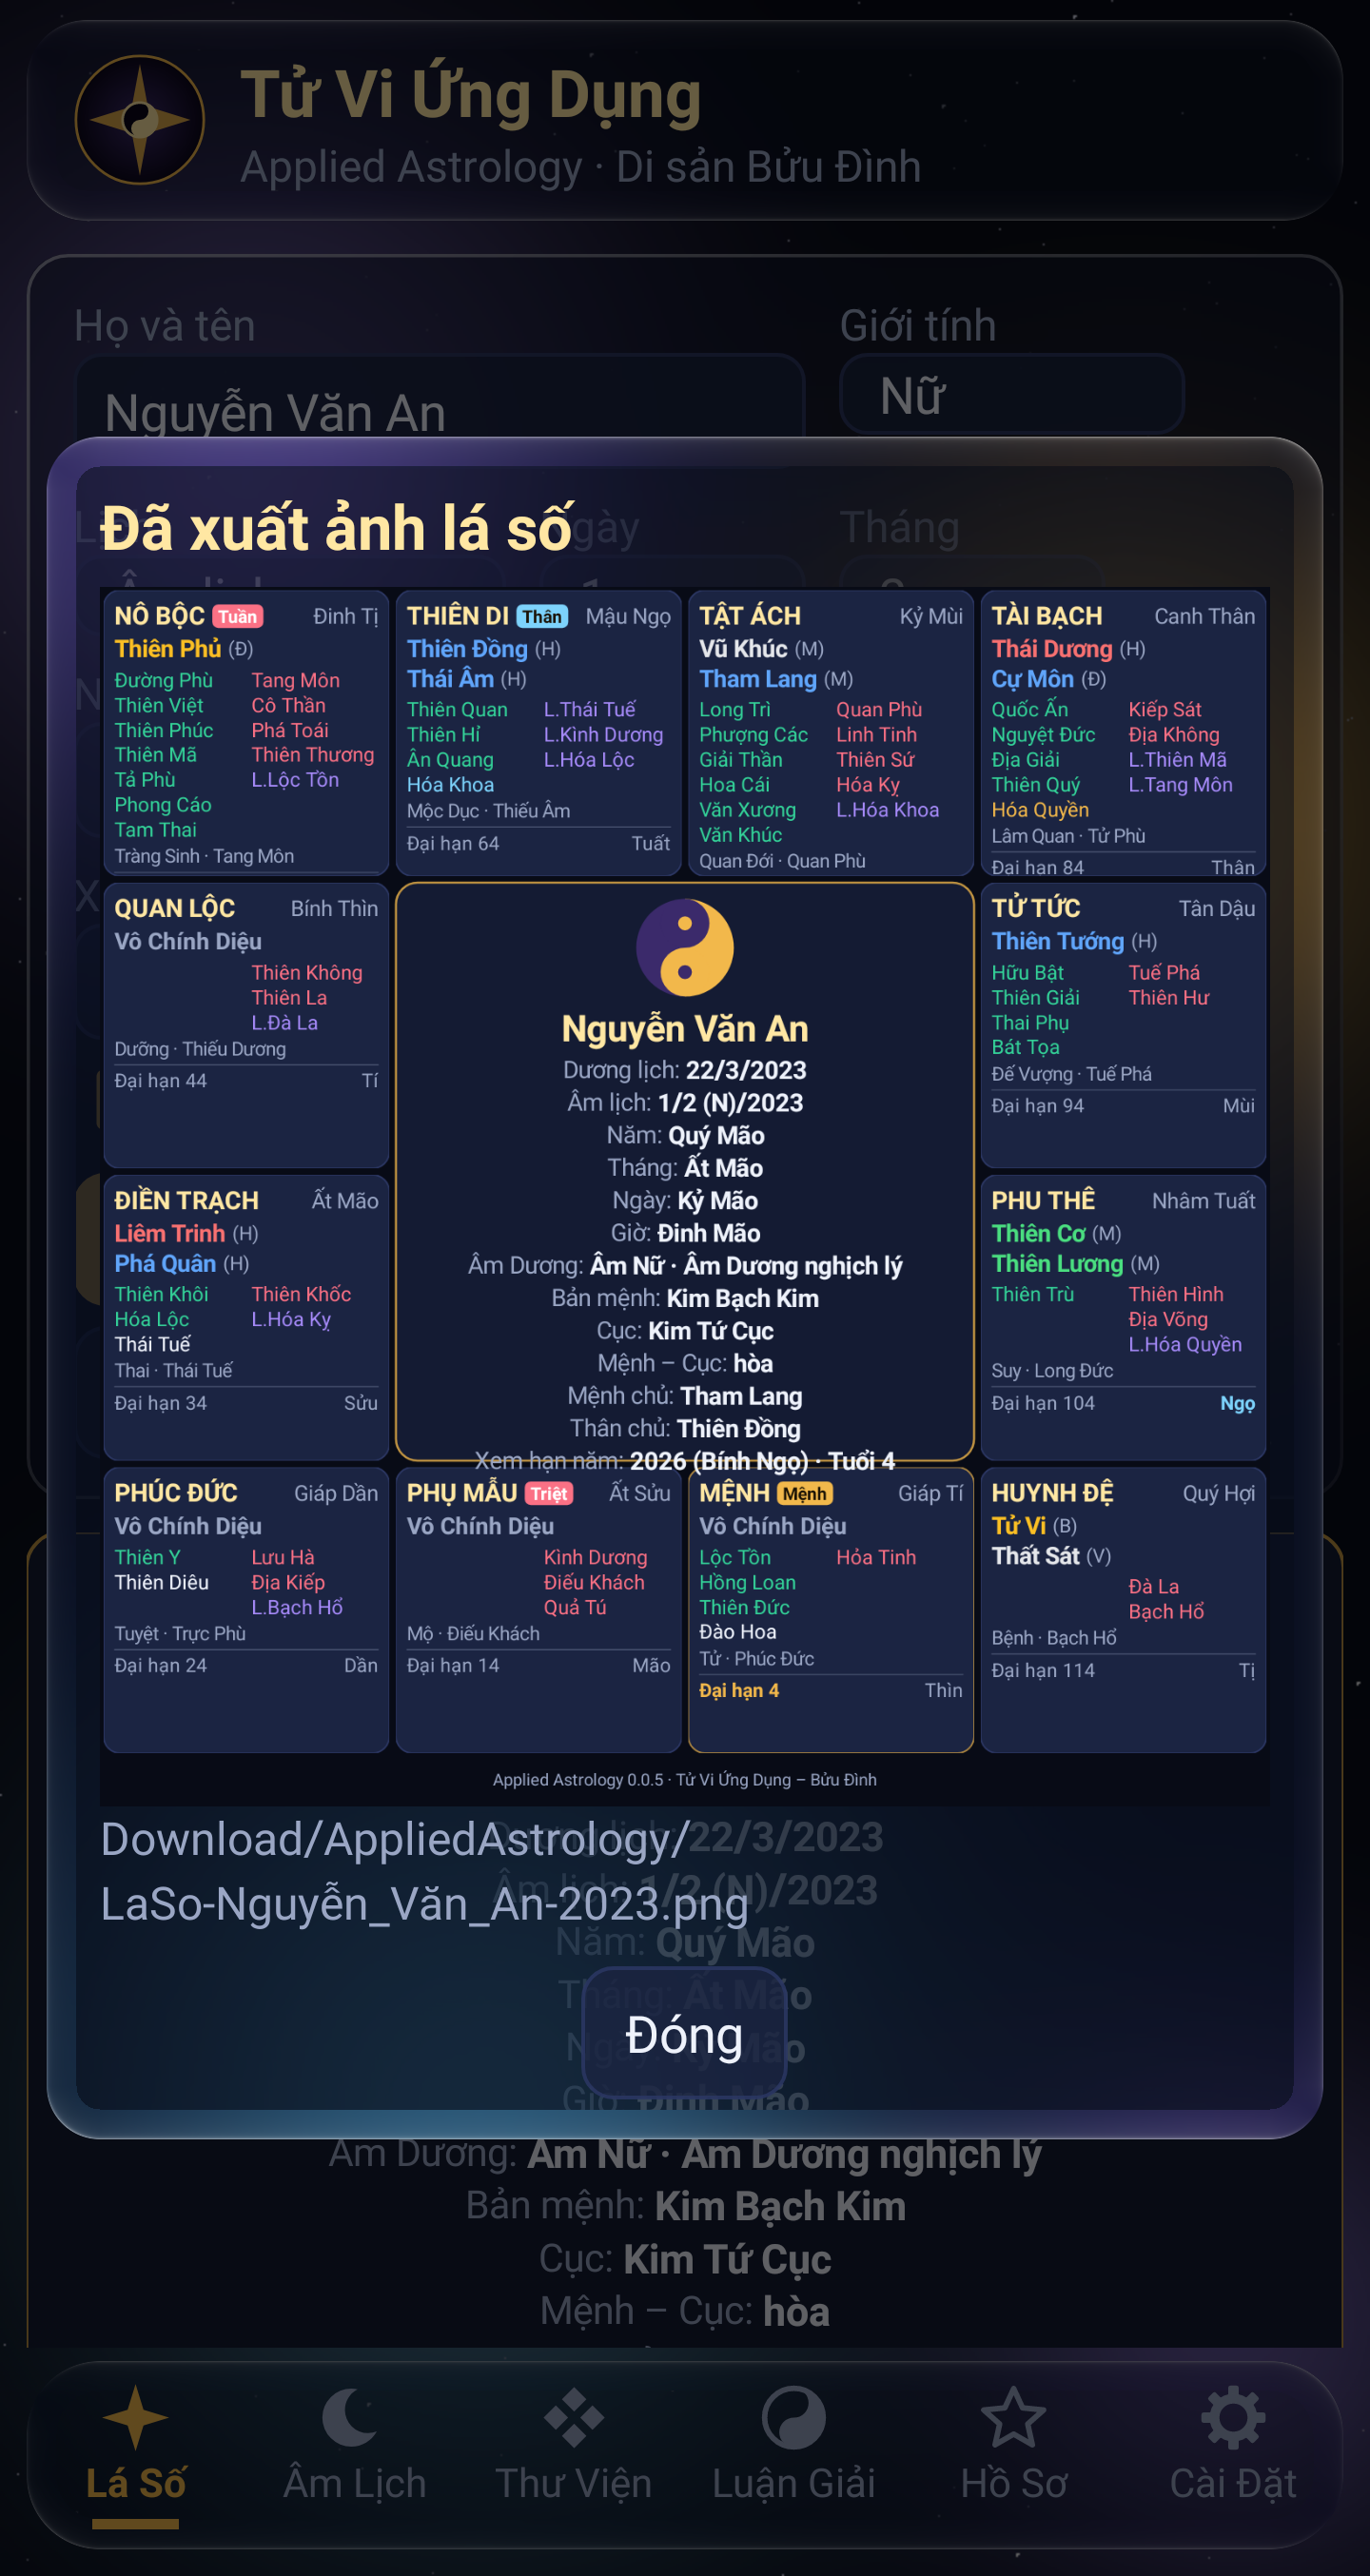 Tử Vi Ứng Dụng
Applied Astrology · Di sản Bửu Đình
Họ và tên
Giới tính
Nguyễn Văn An
Nữ
Đã xuất ảnh lá số
Ngày
Tháng
NÔ BỘC Tuần Đinh Tị
Thiên Phủ (Đ)
Đường Phù Tang Môn
Thiên Việt Cô Thần
Thiên Phúc Phá Toái
Thiên Mã Thiên Thương
Tả Phù L.Lộc Tồn
Phong Cáo
Tam Thai
Tràng Sinh · Tang Môn
THIÊN DI Thân Mậu Ngọ
Thiên Đồng (H)
Thái Âm (H)
Thiên Quan L.Thái Tuế
Thiên Hỉ L.Kình Dương
Ân Quang L.Hóa Lộc
Hóa Khoa
Mộc Dục · Thiếu Âm
Đại hạn 64 Tuất
TẬT ÁCH Kỷ Mùi
Vũ Khúc (M)
Tham Lang (M)
Long Trì Quan Phù
Phượng Các Linh Tinh
Giải Thần Thiên Sứ
Hoa Cái Hóa Kỵ
Văn Xương L.Hóa Khoa
Văn Khúc
Quan Đới · Quan Phù
TÀI BẠCH Canh Thân
Thái Dương (H)
Cự Môn (Đ)
Quốc Ấn Kiếp Sát
Nguyệt Đức Địa Không
Địa Giải L.Thiên Mã
Thiên Quý L.Tang Môn
Hóa Quyền
Lâm Quan · Tử Phù
Đại hạn 84 Thân
QUAN LỘC Bính Thìn
Vô Chính Diệu
Thiên Không
Thiên La
L.Đà La
Dưỡng · Thiếu Dương
Đại hạn 44 Tí
Nguyễn Văn An
Dương lịch: 22/3/2023
Âm lịch: 1/2 (N)/2023
Năm: Quý Mão
Tháng: Ất Mão
Ngày: Kỷ Mão
Giờ: Đinh Mão
Âm Dương: Âm Nữ · Âm Dương nghịch lý
Bản mệnh: Kim Bạch Kim
Cục: Kim Tứ Cục
Mệnh – Cục: hòa
Mệnh chủ: Tham Lang
Thân chủ: Thiên Đồng
Xem hạn năm: 2026 (Bính Ngọ) · Tuổi 4
TỬ TỨC Tân Dậu
Thiên Tướng (H)
Hữu Bật Tuế Phá
Thiên Giải Thiên Hư
Thai Phụ
Bát Tọa
Đế Vượng · Tuế Phá
Đại hạn 94 Mùi
ĐIỀN TRẠCH Ất Mão
Liêm Trinh (H)
Phá Quân (H)
Thiên Khôi Thiên Khốc
Hóa Lộc L.Hóa Kỵ
Thái Tuế
Thai · Thái Tuế
Đại hạn 34 Sửu
PHU THÊ Nhâm Tuất
Thiên Cơ (M)
Thiên Lương (M)
Thiên Trù Thiên Hình
Địa Võng
L.Hóa Quyền
Suy · Long Đức
Đại hạn 104 Ngọ
PHÚC ĐỨC Giáp Dần
Vô Chính Diệu
Thiên Y Lưu Hà
Thiên Diêu Địa Kiếp
L.Bạch Hổ
Tuyệt · Trực Phù
Đại hạn 24 Dần
PHỤ MẪU Triệt Ất Sửu
Vô Chính Diệu
Kình Dương
Điếu Khách
Quả Tú
Mộ · Điếu Khách
Đại hạn 14 Mão
MỆNH Mệnh Giáp Tí
Vô Chính Diệu
Lộc Tồn Hỏa Tinh
Hồng Loan
Thiên Đức
Đào Hoa
Tử · Phúc Đức
Đại hạn 4 Thìn
HUYNH ĐỆ Quý Hợi
Tử Vi (B)
Thất Sát (V)
Đà La
Bạch Hổ
Bệnh · Bạch Hổ
Đại hạn 114 Tị
Applied Astrology 0.0.5 · Tử Vi Ứng Dụng – Bửu Đình
Download/AppliedAstrology/
LaSo-Nguyễn_Văn_An-2023.png
Dương lịch: 22/3/2023
Âm lịch: 1/2 (N)/2023
Năm: Quý Mão
Tháng: Ất Mão
Đóng
Giờ: Đinh Mão
Âm Dương: Âm Nữ · Âm Dương nghịch lý
Bản mệnh: Kim Bạch Kim
Cục: Kim Tứ Cục
Mệnh – Cục: hòa
Lá Số
Âm Lịch
Thư Viện
Luận Giải
Hồ Sơ
Cài Đặt